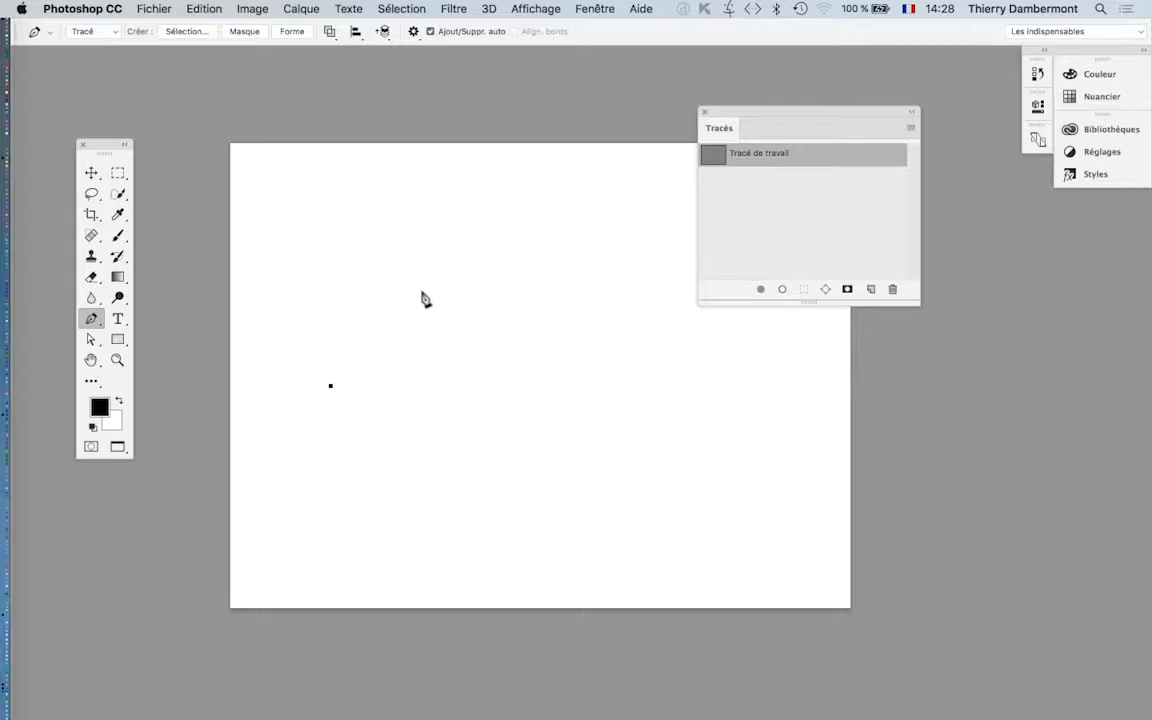 Photoshop CC Fichier Edition Image Calque Texte Sélection Filtre 3D Affichage Fenêtre Aide 100 % 14:28 Thierry Dambermont
Tracé Créer : Sélection... Masque Forme Ajout/Suppr. auto Align. bords Les indispensables
Couleur
Nuancier
Bibliothèques
Réglages
Styles
Tracés
Tracé de travail